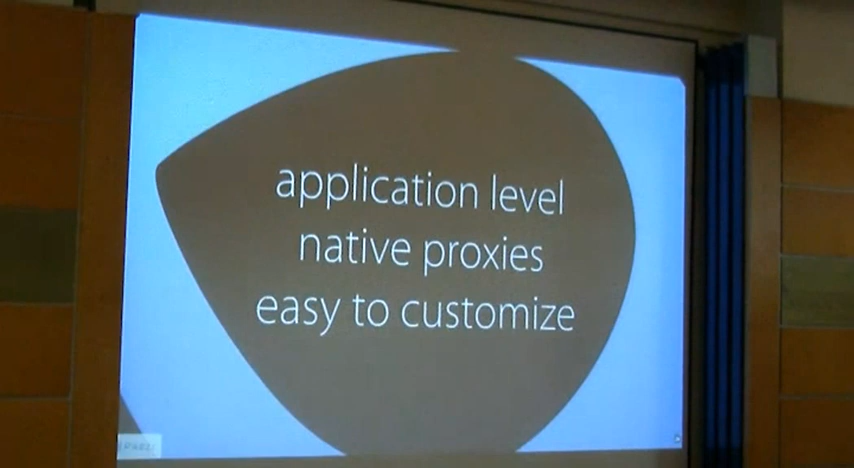 application level
native proxies
easy to customize